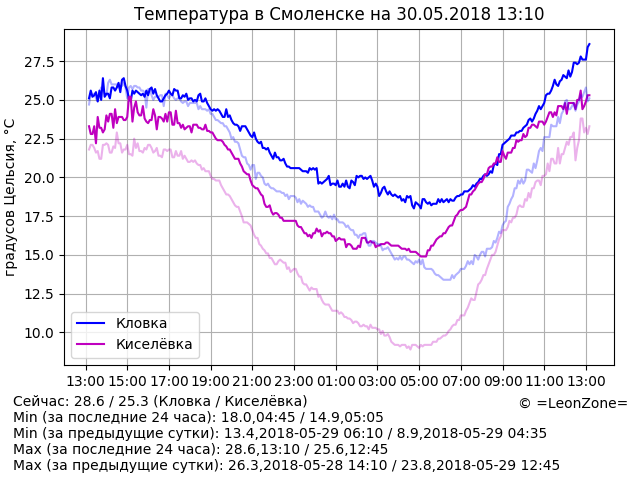 Температура в Смоленске на 30.05.2018 13:10
градусов Цельсия, °C
27.5
25.0
22.5
20.0
17.5
15.0
12.5
10.0
Кловка
Киселёвка
13:00 15:00 17:00 19:00 21:00 23:00 01:00 03:00 05:00 07:00 09:00 11:00 13:00
Сейчас: 28.6 / 25.3 (Кловка / Киселёвка)
© =LeonZone=
Min (за последние 24 часа): 18.0,04:45 / 14.9,05:05
Min (за предыдущие сутки): 13.4,2018-05-29 06:10 / 8.9,2018-05-29 04:35
Max (за последние 24 часа): 28.6,13:10 / 25.6,12:45
Max (за предыдущие сутки): 26.3,2018-05-28 14:10 / 23.8,2018-05-29 12:45